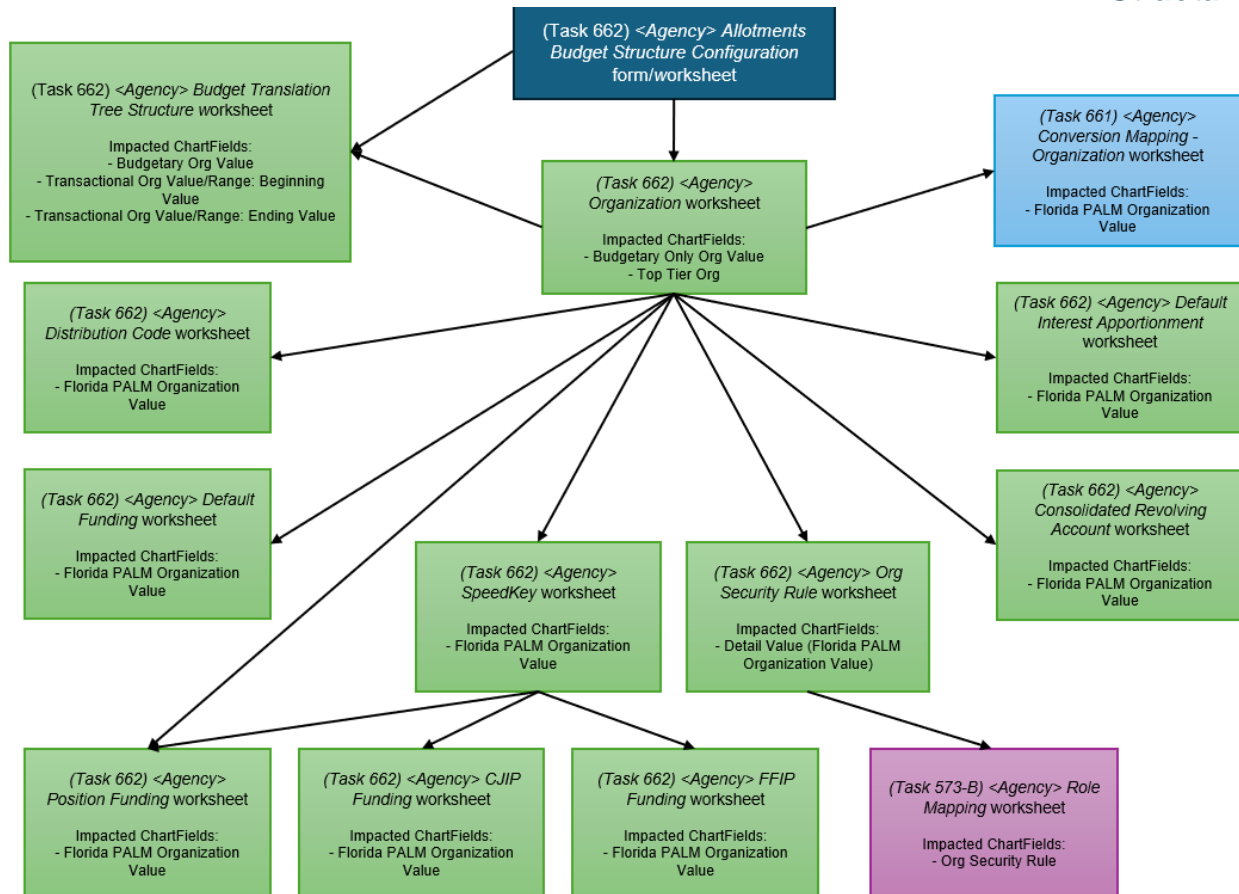 (Task 662) <Agency> Allotments
Budget Structure Configuration
form/worksheet
(Task 662) <Agency> Budget Translation
Tree Structure worksheet
Impacted ChartFields:
- Budgetary Org Value
- Transactional Org Value/Range: Beginning
Value
- Transactional Org Value/Range: Ending Value
(Task 662) <Agency>
Organization worksheet
Impacted ChartFields:
- Budgetary Only Org Value
- Top Tier Org
(Task 661) <Agency>
Conversion Mapping -
Organization worksheet
Impacted ChartFields:
- Florida PALM Organization
Value
(Task 662) <Agency>
Distribution Code worksheet
Impacted ChartFields:
- Florida PALM Organization
Value
(Task 662) <Agency> Default
Interest Apportionment
worksheet
Impacted ChartFields:
- Florida PALM Organization
Value
(Task 662) <Agency> Default
Funding worksheet
Impacted ChartFields:
- Florida PALM Organization
Value
(Task 662) <Agency>
SpeedKey worksheet
Impacted ChartFields:
- Florida PALM Organization
Value
(Task 662) <Agency> Org
Security Rule worksheet
Impacted ChartFields:
- Detail Value (Florida PALM
Organization Value)
(Task 662) <Agency>
Consolidated Revolving
Account worksheet
Impacted ChartFields:
- Florida PALM Organization
Value
(Task 662) <Agency>
Position Funding worksheet
Impacted ChartFields:
- Florida PALM Organization
Value
(Task 662) <Agency> CJIP
Funding worksheet
Impacted ChartFields:
- Florida PALM Organization
Value
(Task 662) <Agency> FFIP
Funding worksheet
Impacted ChartFields:
- Florida PALM Organization
Value
(Task 573-B) <Agency> Role
Mapping worksheet
Impacted ChartFields:
- Org Security Rule